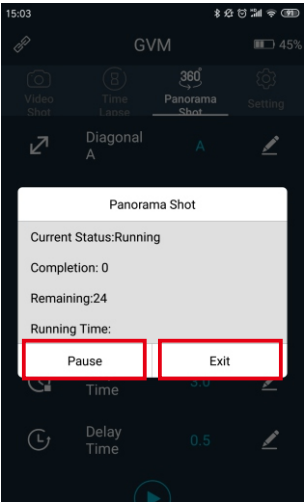 15:03
GVM
45%
Video Time Panorama Setting
Shot Lapse Shot
360°
Diagonal A
A
Panorama Shot
Current Status:Running
Completion: 0
Remaining:24
Running Time:
Pause Exit
Time 3.0
Delay 0.5
Time